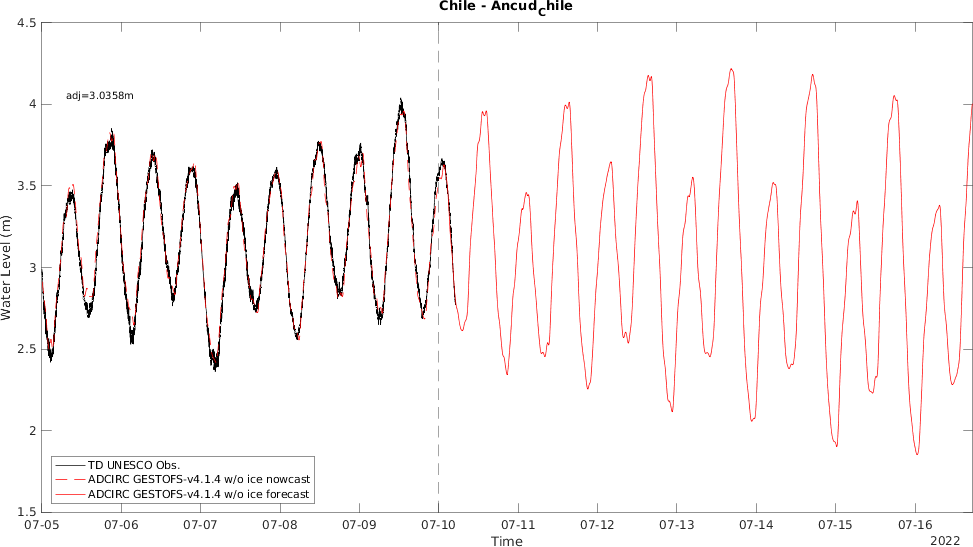 Chile - Ancud_Chile
4.5
4
3.5
3
2.5
2
1.5
Water Level (m)
adj=3.0358m
TD UNESCO Obs.
ADCIRC GESTOFS-v4.1.4 w/o ice nowcast
ADCIRC GESTOFS-v4.1.4 w/o ice forecast
07-05 07-06 07-07 07-08 07-09 07-10 07-11 07-12 07-13 07-14 07-15 07-16
Time
2022